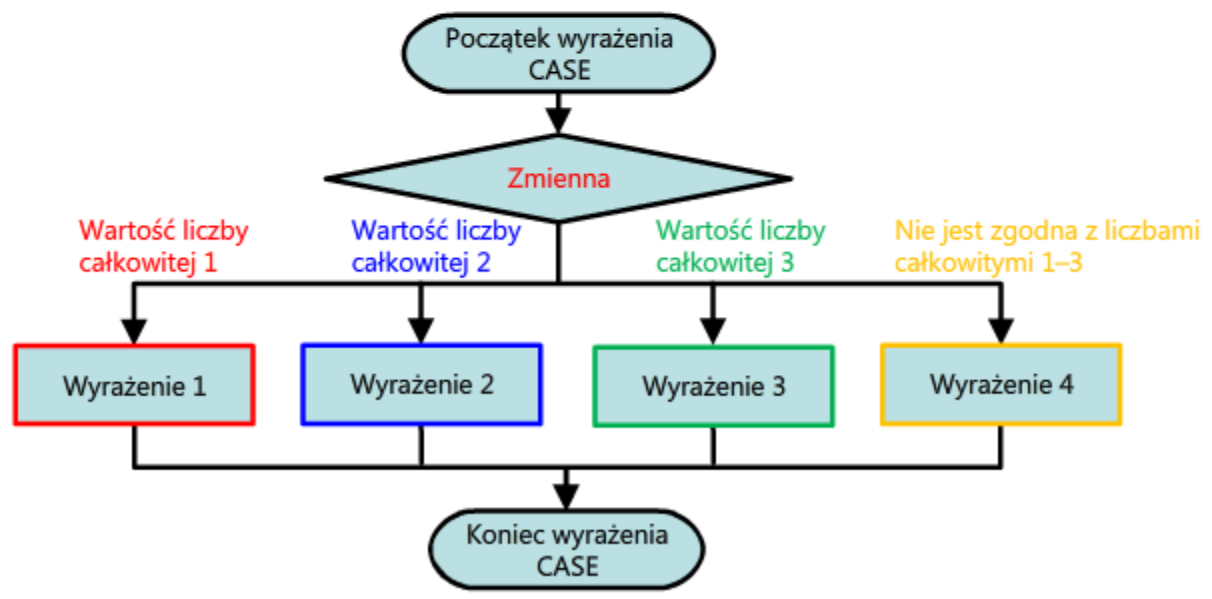 Początek wyrażenia
CASE
Zmienna
Wartość liczby
całkowitej 1
Wartość liczby
całkowitej 2
Wartość liczby
całkowitej 3
Nie jest zgodna z liczbami
całkowitymi 1–3
Wyrażenie 1
Wyrażenie 2
Wyrażenie 3
Wyrażenie 4
Koniec wyrażenia
CASE